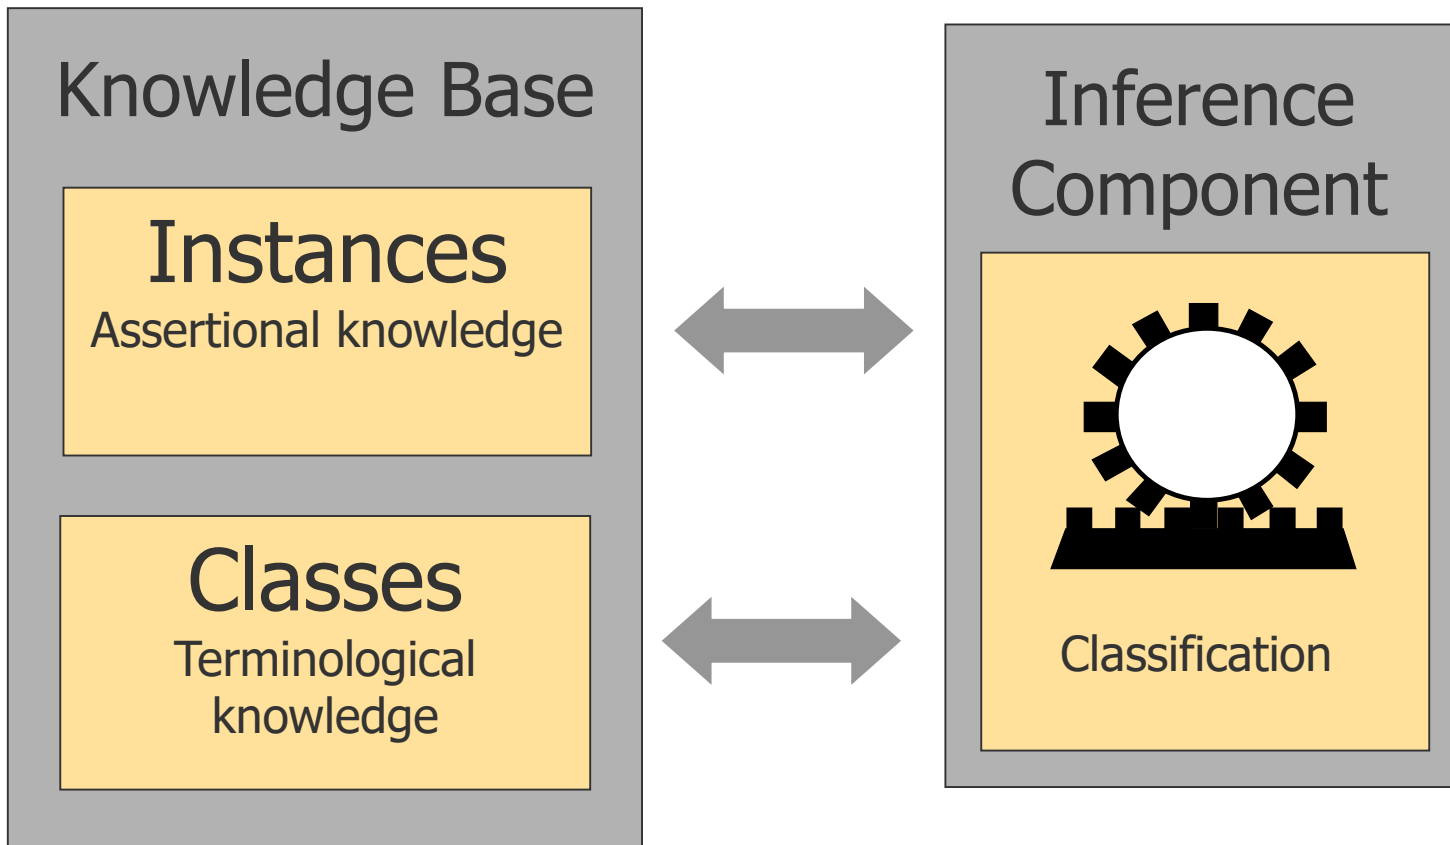 Knowledge Base
Instances
Assertional knowledge
Classes
Terminological
knowledge
Inference
Component
Classification